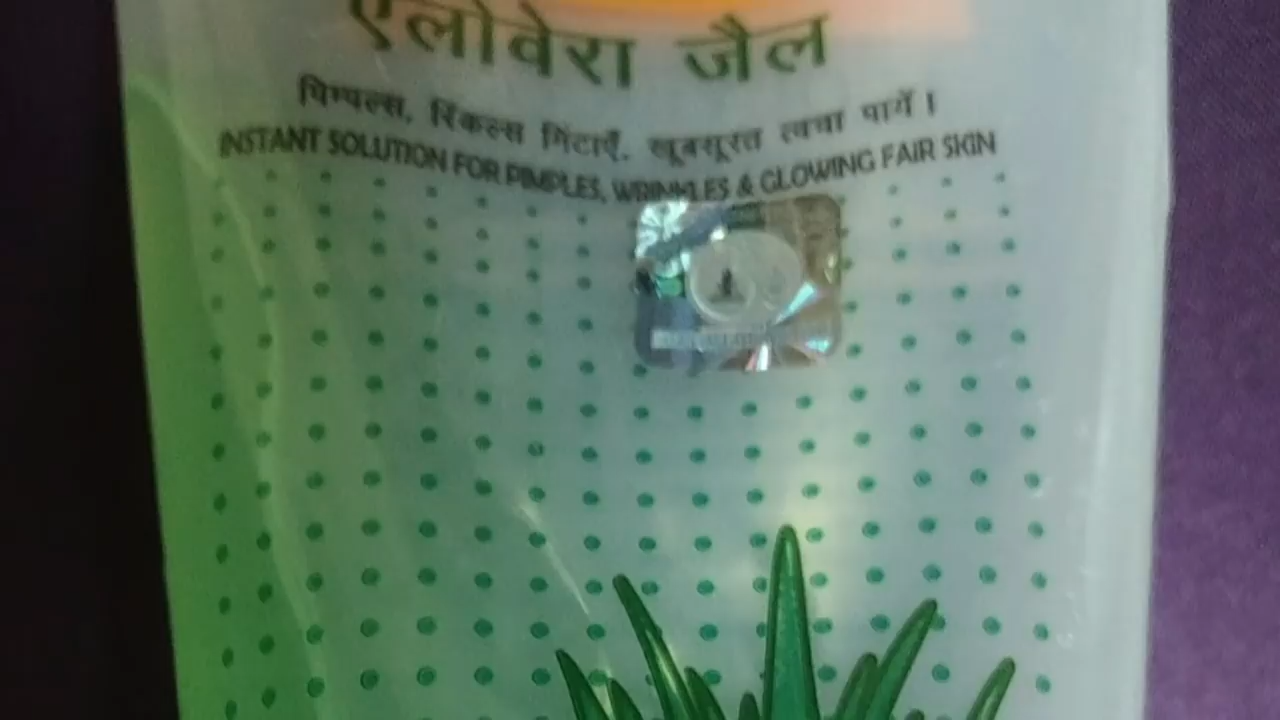 एलोवेरा जैल
पिम्पल्स, रिंकल्स मिटाएँ, खूबसूरत त्वचा पायें।
INSTANT SOLUTION FOR PIMPLES, WRINKLES & GLOWING FAIR SKIN